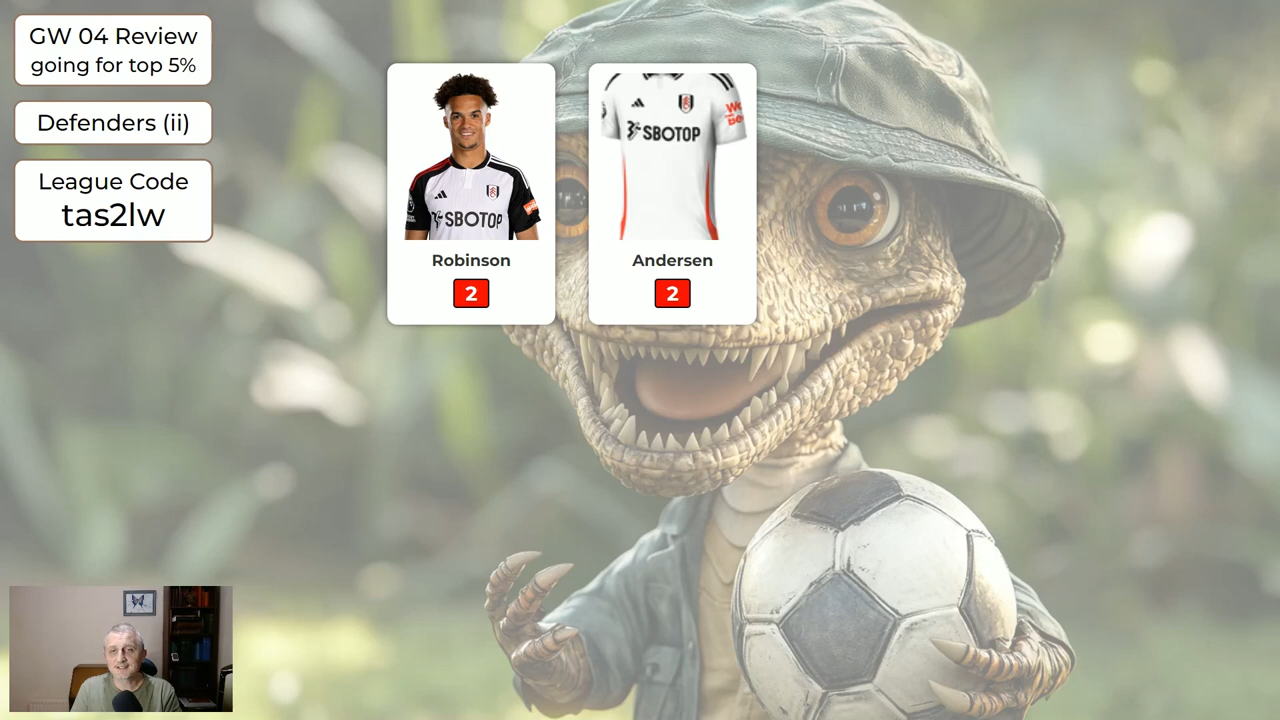 GW 04 Review
going for top 5%
Defenders (ii)
League Code
tas2lw
SBOTOP
Robinson
2
SBOTOP
Andersen
2